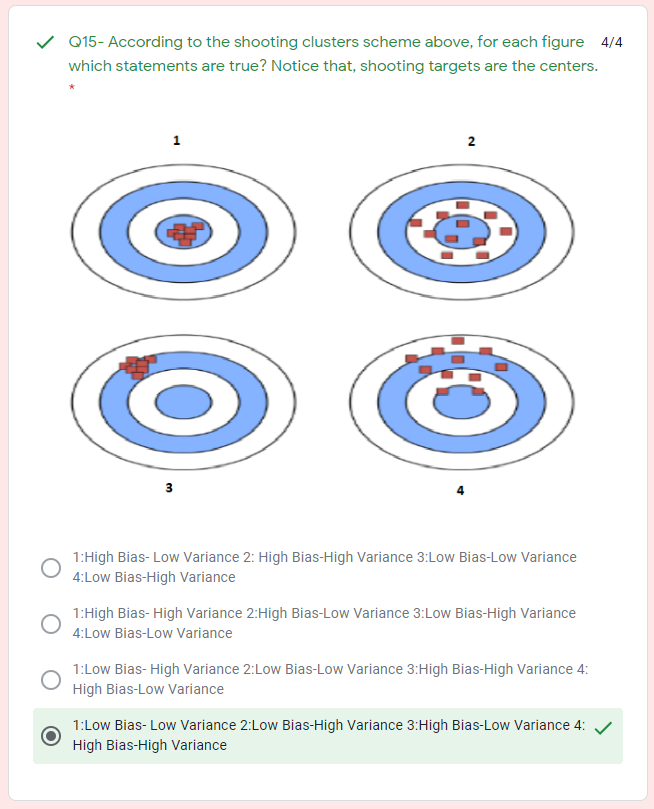 Q15- According to the shooting clusters scheme above, for each figure 4/4
which statements are true? Notice that, shooting targets are the centers.
*
1 2
3 4
1:High Bias- Low Variance 2: High Bias-High Variance 3:Low Bias-Low Variance
4:Low Bias-High Variance
1:High Bias- High Variance 2:High Bias-Low Variance 3:Low Bias-High Variance
4:Low Bias-Low Variance
1:Low Bias- High Variance 2:Low Bias-Low Variance 3:High Bias-High Variance 4:
High Bias-Low Variance
1:Low Bias- Low Variance 2:Low Bias-High Variance 3:High Bias-Low Variance 4:
High Bias-High Variance